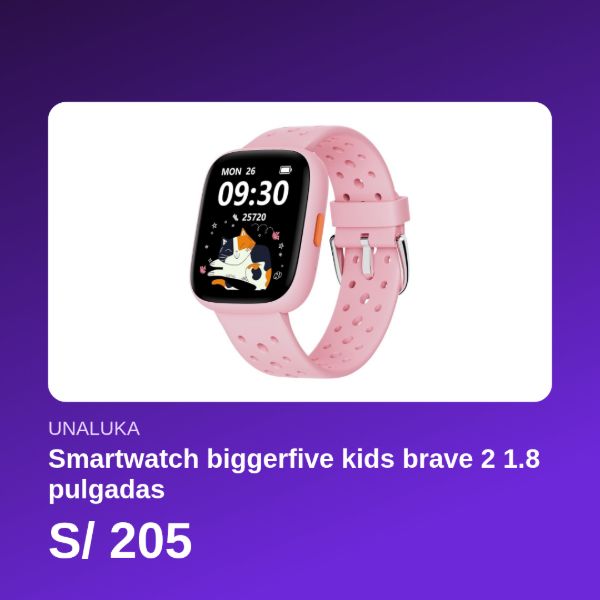 MON 26
09:30
25720
UNALUKA
Smartwatch biggerfive kids brave 2 1.8
pulgadas
S/ 205